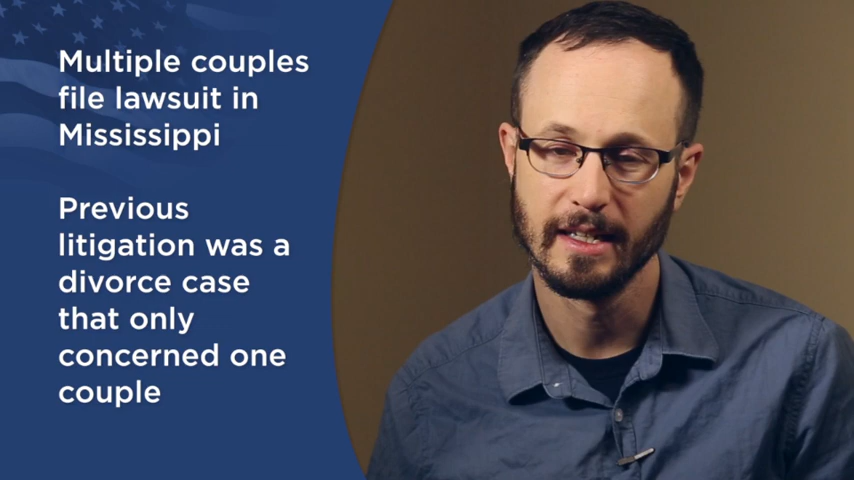 Multiple couples
file lawsuit in
Mississippi
Previous
litigation was a
divorce case
that only
concerned one
couple